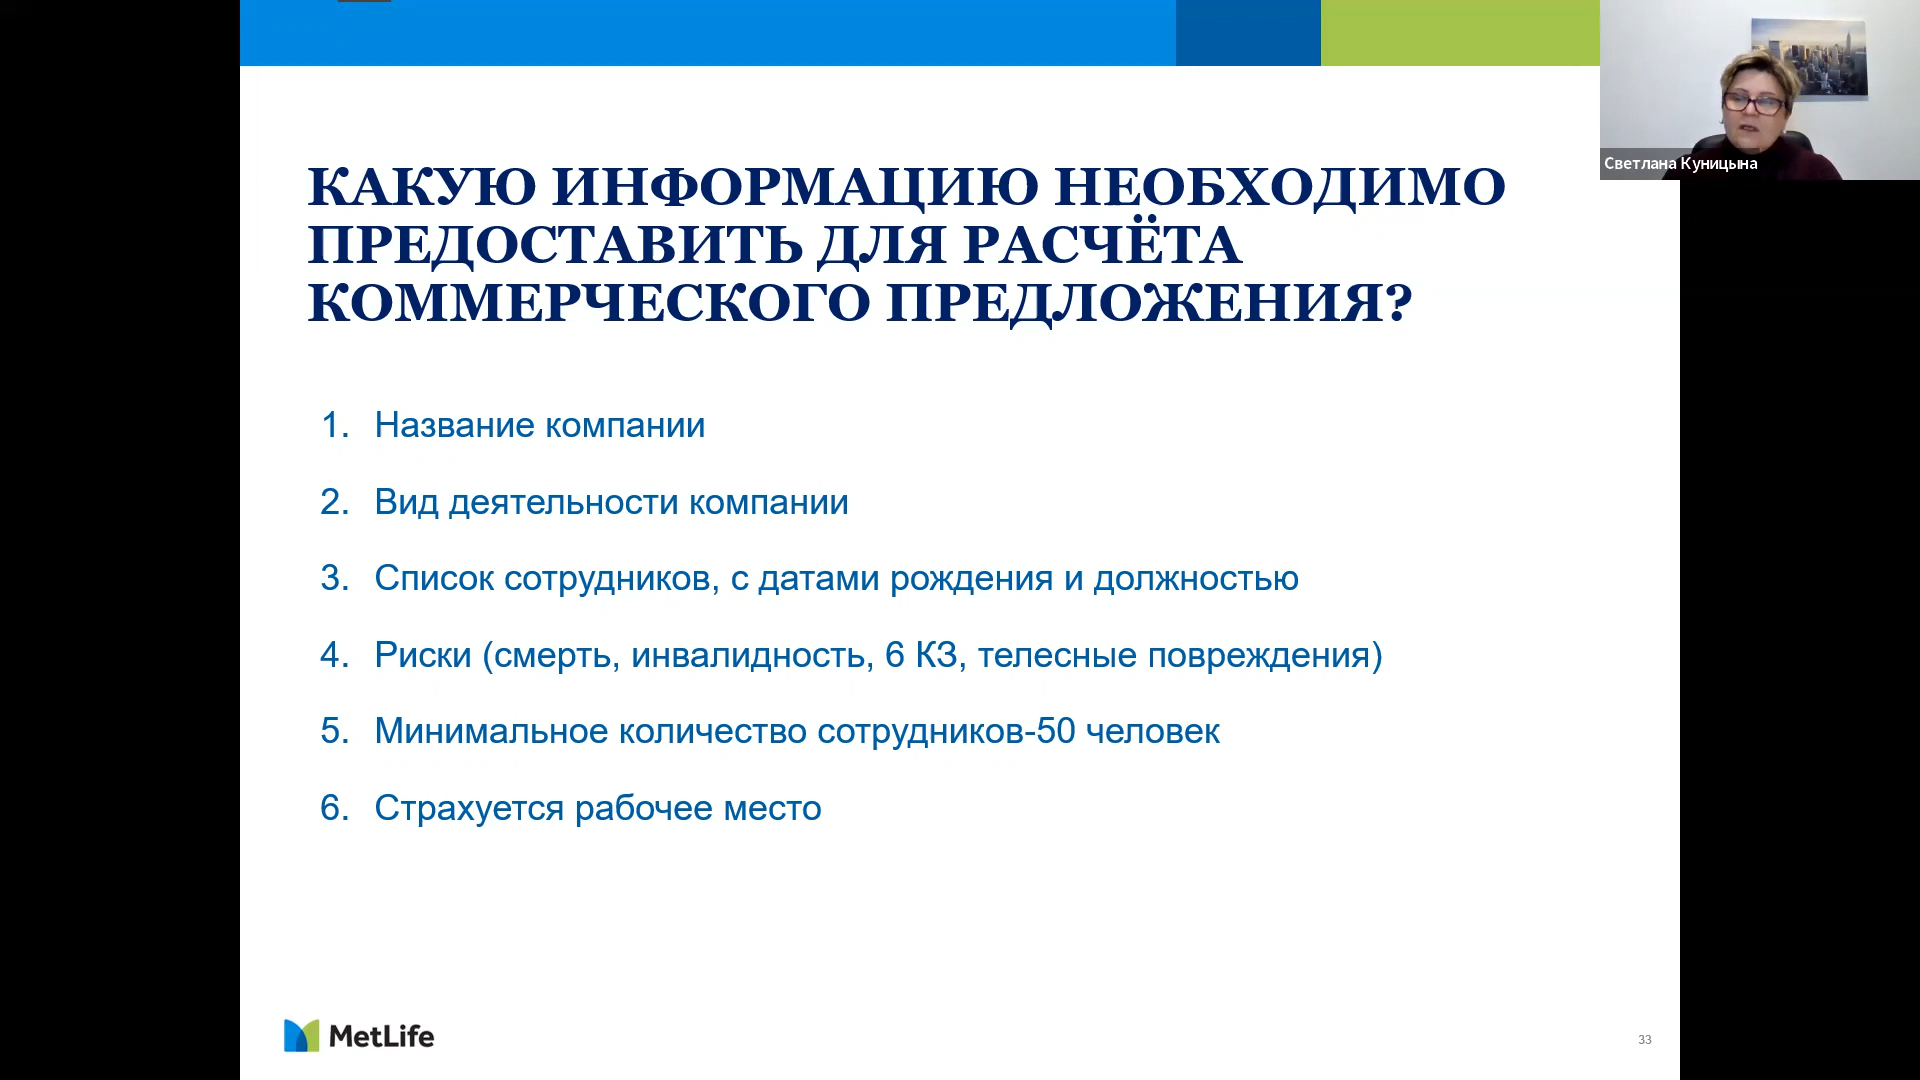 КАКУЮ ИНФОРМАЦИЮ НЕОБХОДИМО
ПРЕДОСТАВИТЬ ДЛЯ РАСЧЁТА
КОММЕРЧЕСКОГО ПРЕДЛОЖЕНИЯ?
1. Название компании
2. Вид деятельности компании
3. Список сотрудников, с датами рождения и должностью
4. Риски (смерть, инвалидность, 6 КЗ, телесные повреждения)
5. Минимальное количество сотрудников-50 человек
6. Страхуется рабочее место
MetLife
33
Светлана Куницына